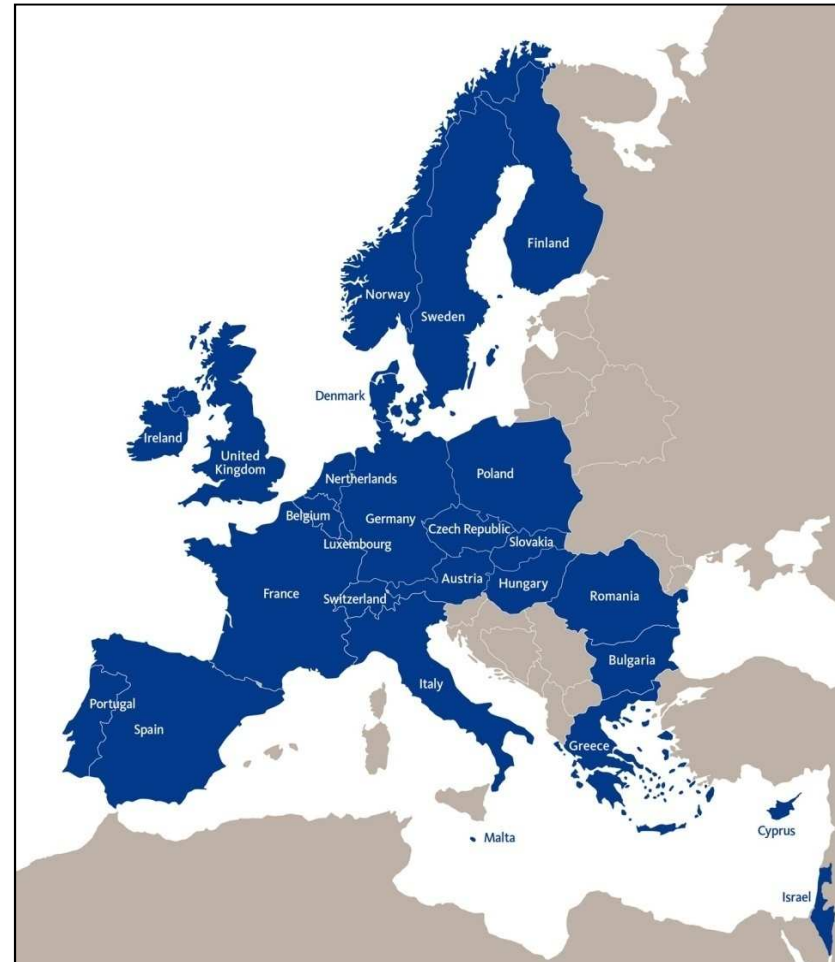 Finland
Norway
Sweden
Denmark
Ireland
United
Kingdom
Nertherlands
Poland
Belgium
Germany
Czech Republic
Luxembourg
Slovakia
Austria
Hungary
France
Switzerland
Romania
Bulgaria
Italy
Portugal
Spain
Greece
Malta
Cyprus
Israel